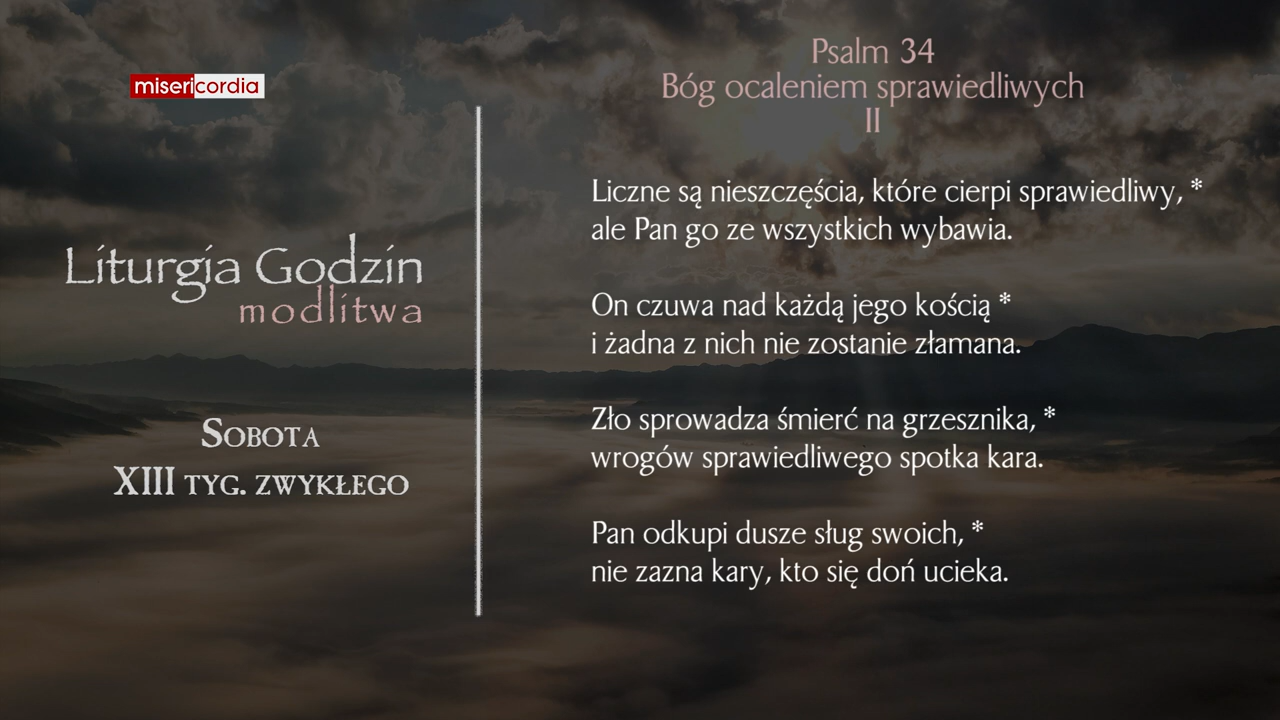 misericordia
Liturgia Godzin
modlitwa
Sobota
XIII tyg. zwykłego
Psalm 34
Bóg ocaleniem sprawiedliwych
II
Liczne są nieszczęścia, które cierpi sprawiedliwy, *
ale Pan go ze wszystkich wybawia.
On czuwa nad każdą jego kością *
i żadna z nich nie zostanie złamana.
Zło sprowadza śmierć na grzesznika, *
wrogów sprawiedliwego spotka kara.
Pan odkupi dusze sług swoich, *
nie zazna kary, kto się doń ucieka.